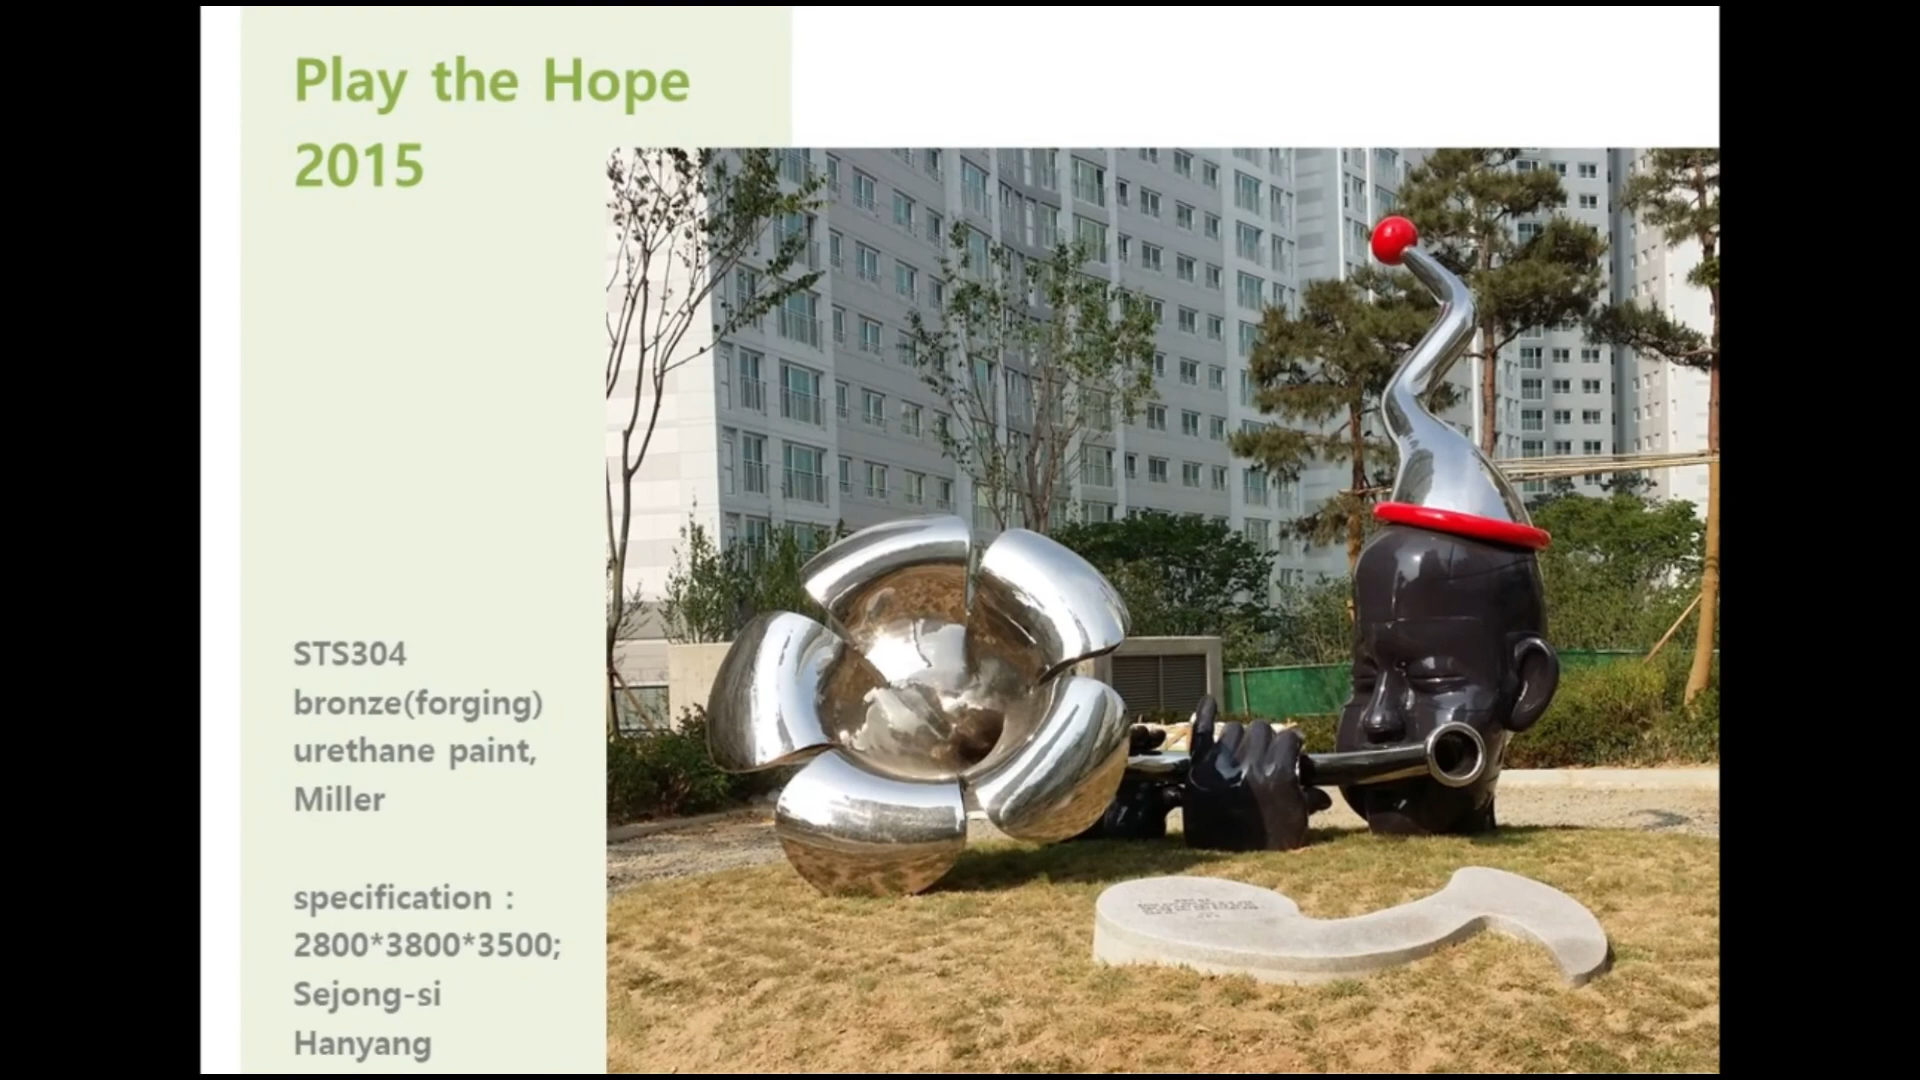 Play the Hope
2015
STS304
bronze(forging)
urethane paint,
Miller
specification :
2800*3800*3500;
Sejong-si
Hanyang